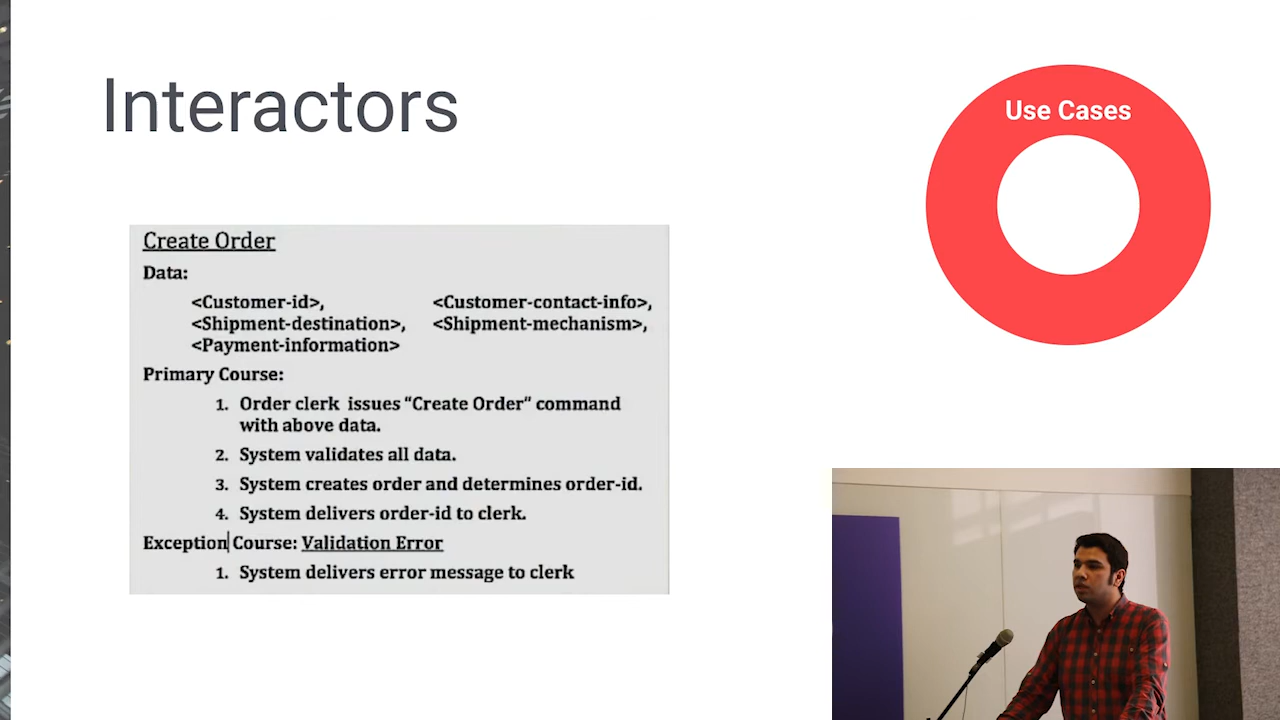 Interactors
Use Cases
Create Order
Data:
<Customer-id>, <Customer-contact-info>,
<Shipment-destination>, <Shipment-mechanism>,
<Payment-information>
Primary Course:
1. Order clerk issues “Create Order“ command
with above data.
2. System validates all data.
3. System creates order and determines order-id.
4. System delivers order-id to clerk.
Exception Course: Validation Error
1. System delivers error message to clerk